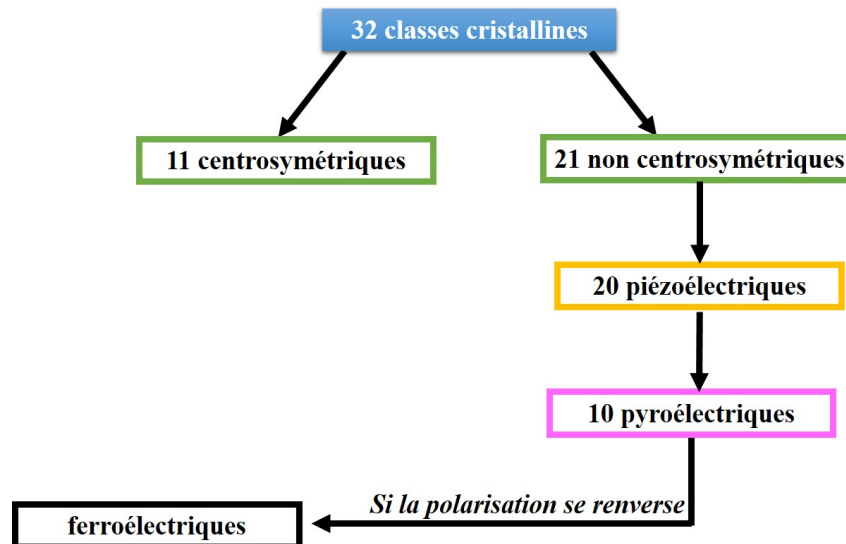 32 classes cristallines
11 centrosymétriques
21 non centrosymétriques
20 piézoélectriques
10 pyroélectriques
Si la polarisation se renverse
ferroélectriques